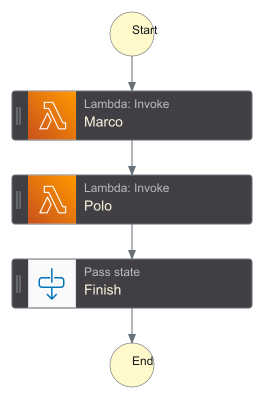 Start
Lambda: Invoke
Marco
Lambda: Invoke
Polo
Pass state
Finish
End